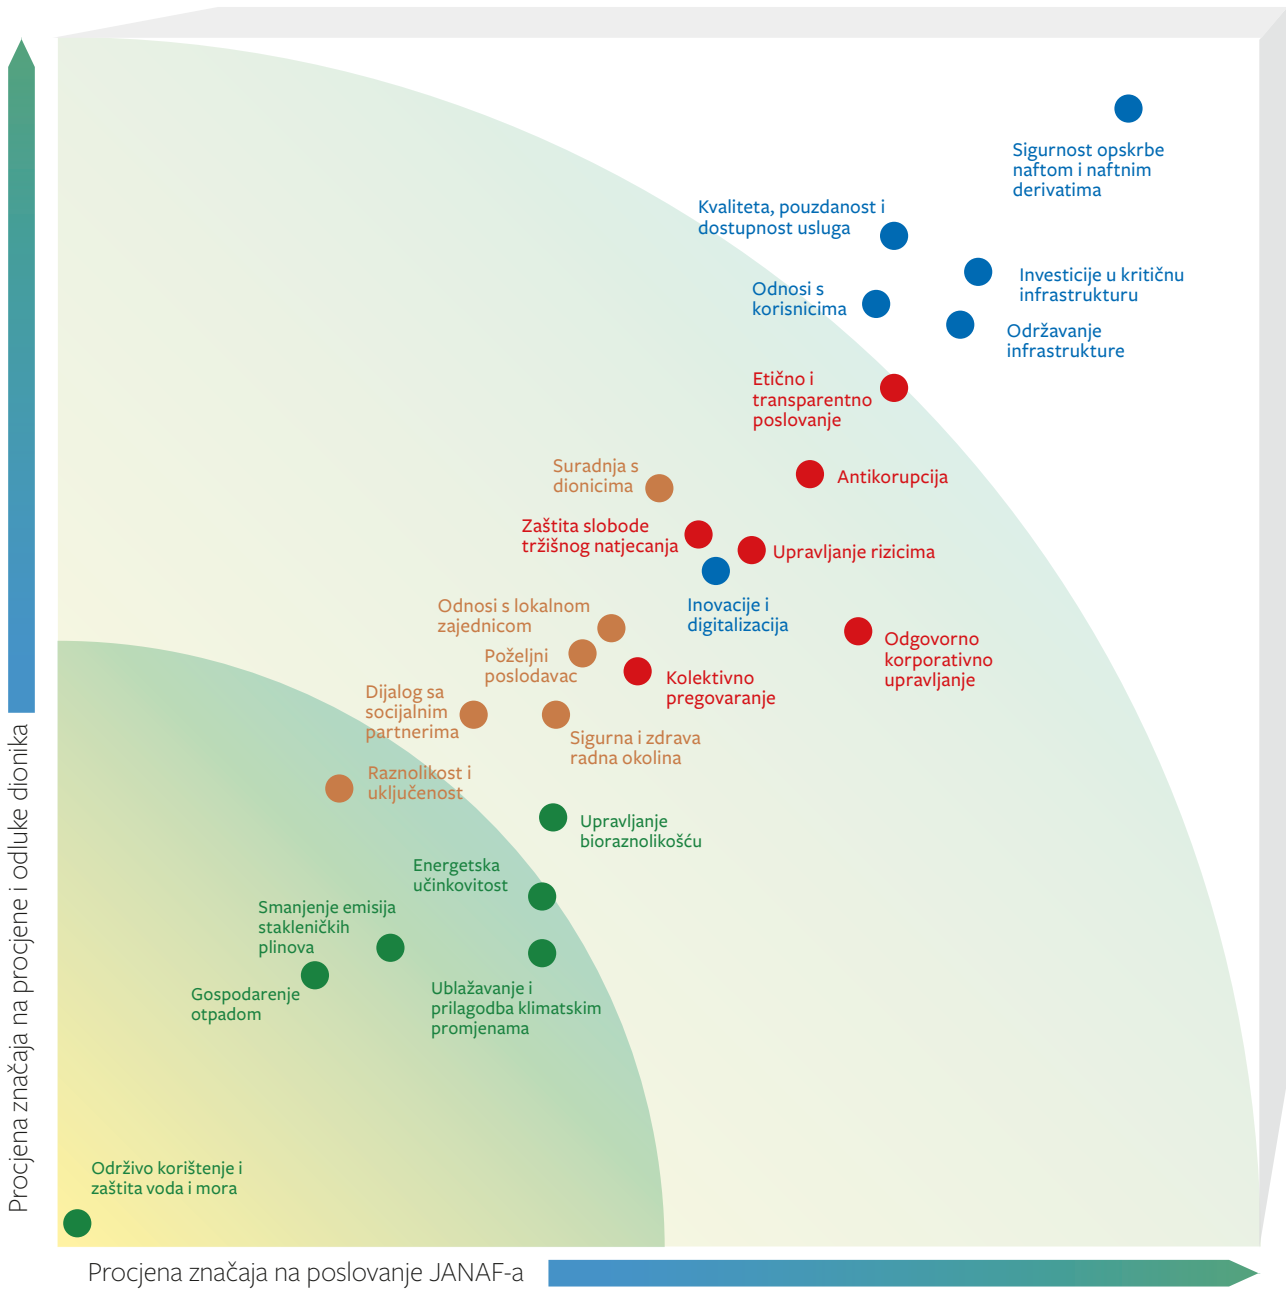 Sigurnost opskrbe
naftom i naftnim
derivatima
Kvaliteta, pouzdanost i
dostupnost usluga
Investicije u kritičnu
infrastrukturu
Odnosi s
korisnicima
Održavanje
infrastrukture
Etično i
transparentno
poslovanje
Suradnja s
dionicima
Antikorupcija
Zaštita slobode
tržišnog natjecanja
Upravljanje rizicima
Inovacije i
digitalizacija
Odnosi s lokalnom
zajednicom
Odgovorno
korporativno
upravljanje
Poželjni
poslodavac
Kolektivno
pregovaranje
Dijalog sa
socijalnim
partnerima
Sigurna i zdrava
radna okolina
Raznolikost i
uključenost
Upravljanje
bioraznolikošću
Energetska
učinkovitost
Smanjenje emisija
stakleničkih
plinova
Gospodarenje
otpadom
Ublažavanje i
prilagodba klimatskim
promjenama
Održivo korištenje i
zaštita voda i mora
Procjena značaja na procjene i odluke dionika
Procjena značaja na poslovanje JANAF-a